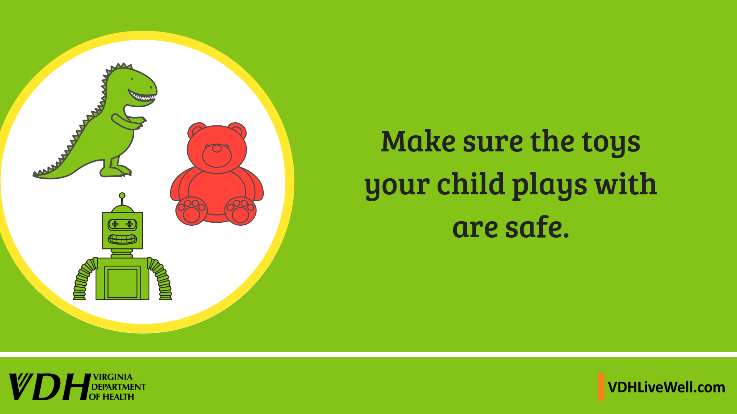 Make sure the toys
your child plays with
are safe.
VDH VIRGINIA
DEPARTMENT
OF HEALTH
VDHLiveWell.com